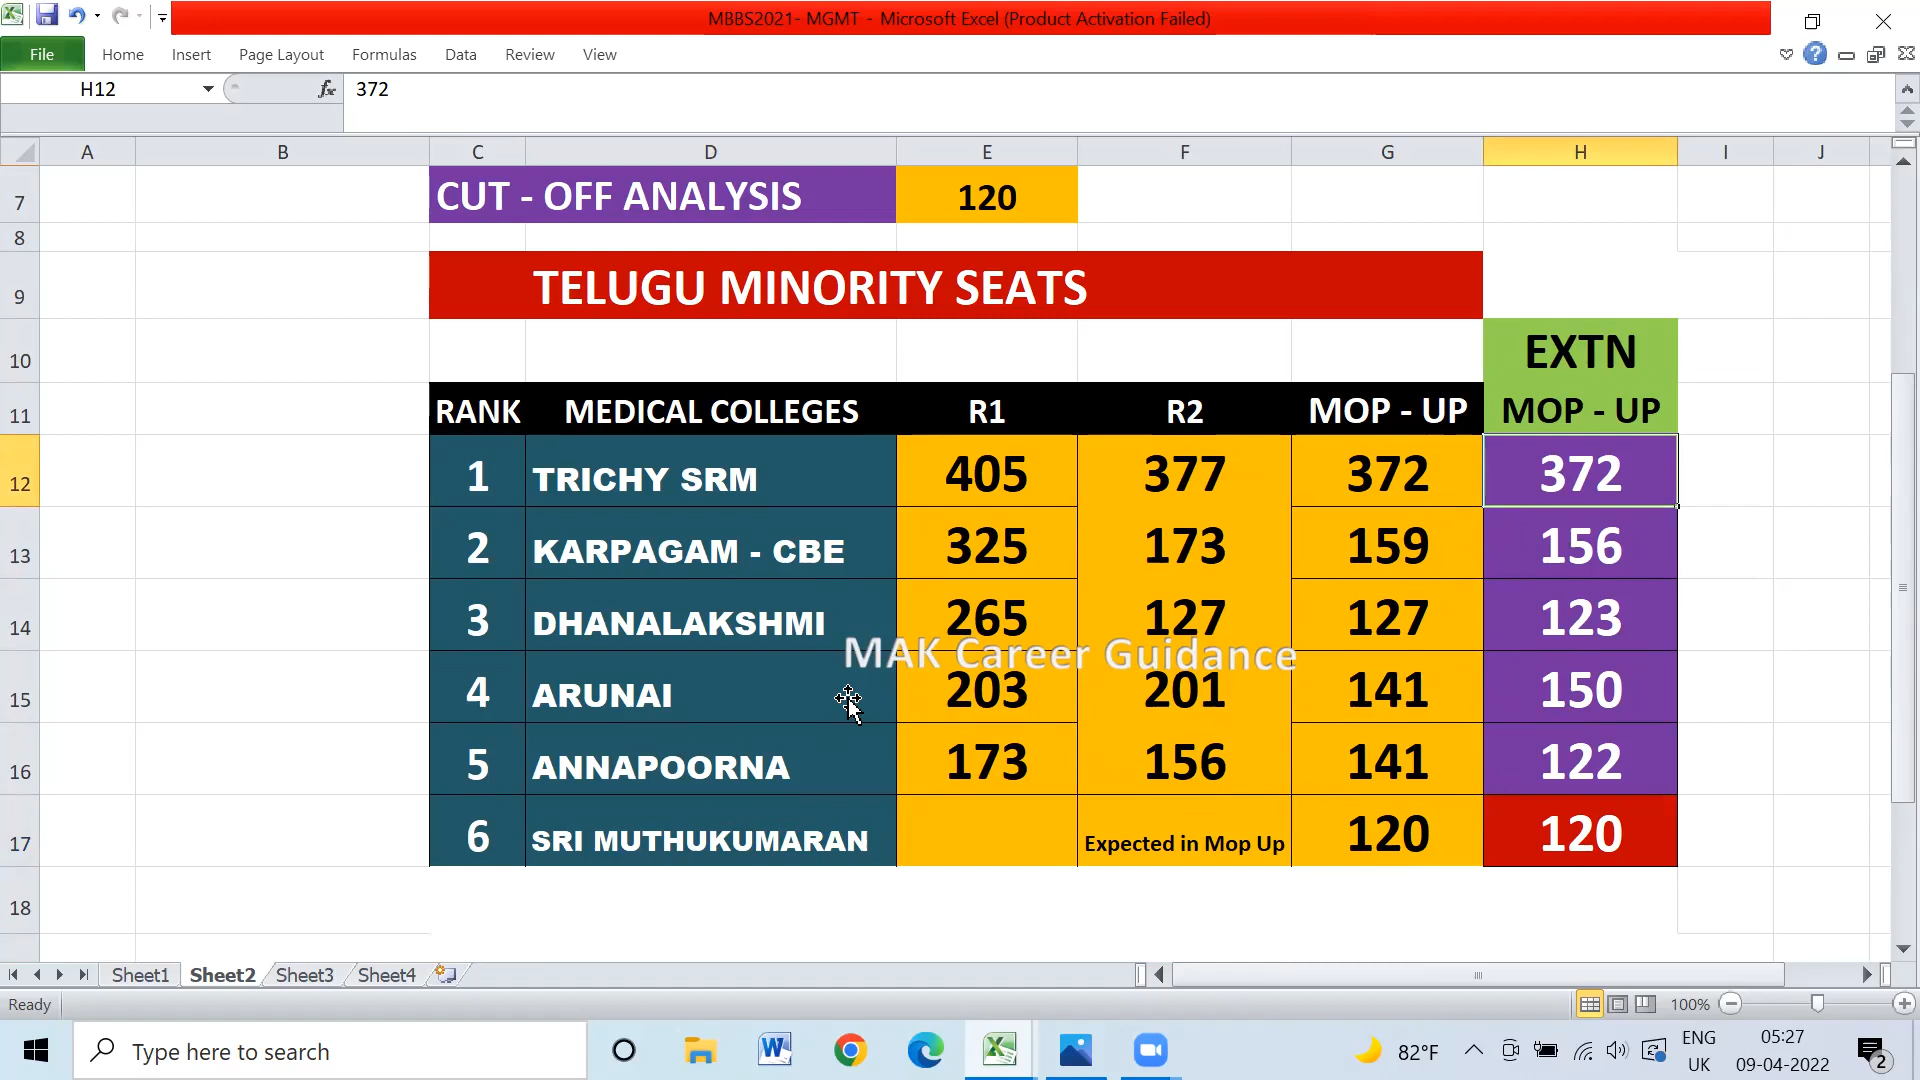 MBBS2021- MGMT - Microsoft Excel (Product Activation Failed)
File Home Insert Page Layout Formulas Data Review View
H12 fx 372
A B C D E F G H I J
7 CUT - OFF ANALYSIS 120
8
9 TELUGU MINORITY SEATS
10 EXTN
11 RANK MEDICAL COLLEGES R1 R2 MOP - UP MOP - UP
12 1 TRICHY SRM 405 377 372 372
13 2 KARPAGAM - CBE 325 173 159 156
14 3 DHANALAKSHMI 265 127 127 123
MAK Career Guidance
15 4 ARUNAI 203 201 141 150
16 5 ANNAPOORNA 173 156 141 122
17 6 SRI MUTHUKUMARAN Expected in Mop Up 120 120
18
Sheet1 Sheet2 Sheet3 Sheet4
Ready 100%
Type here to search 82°F ENG 05:27
UK 09-04-2022 2